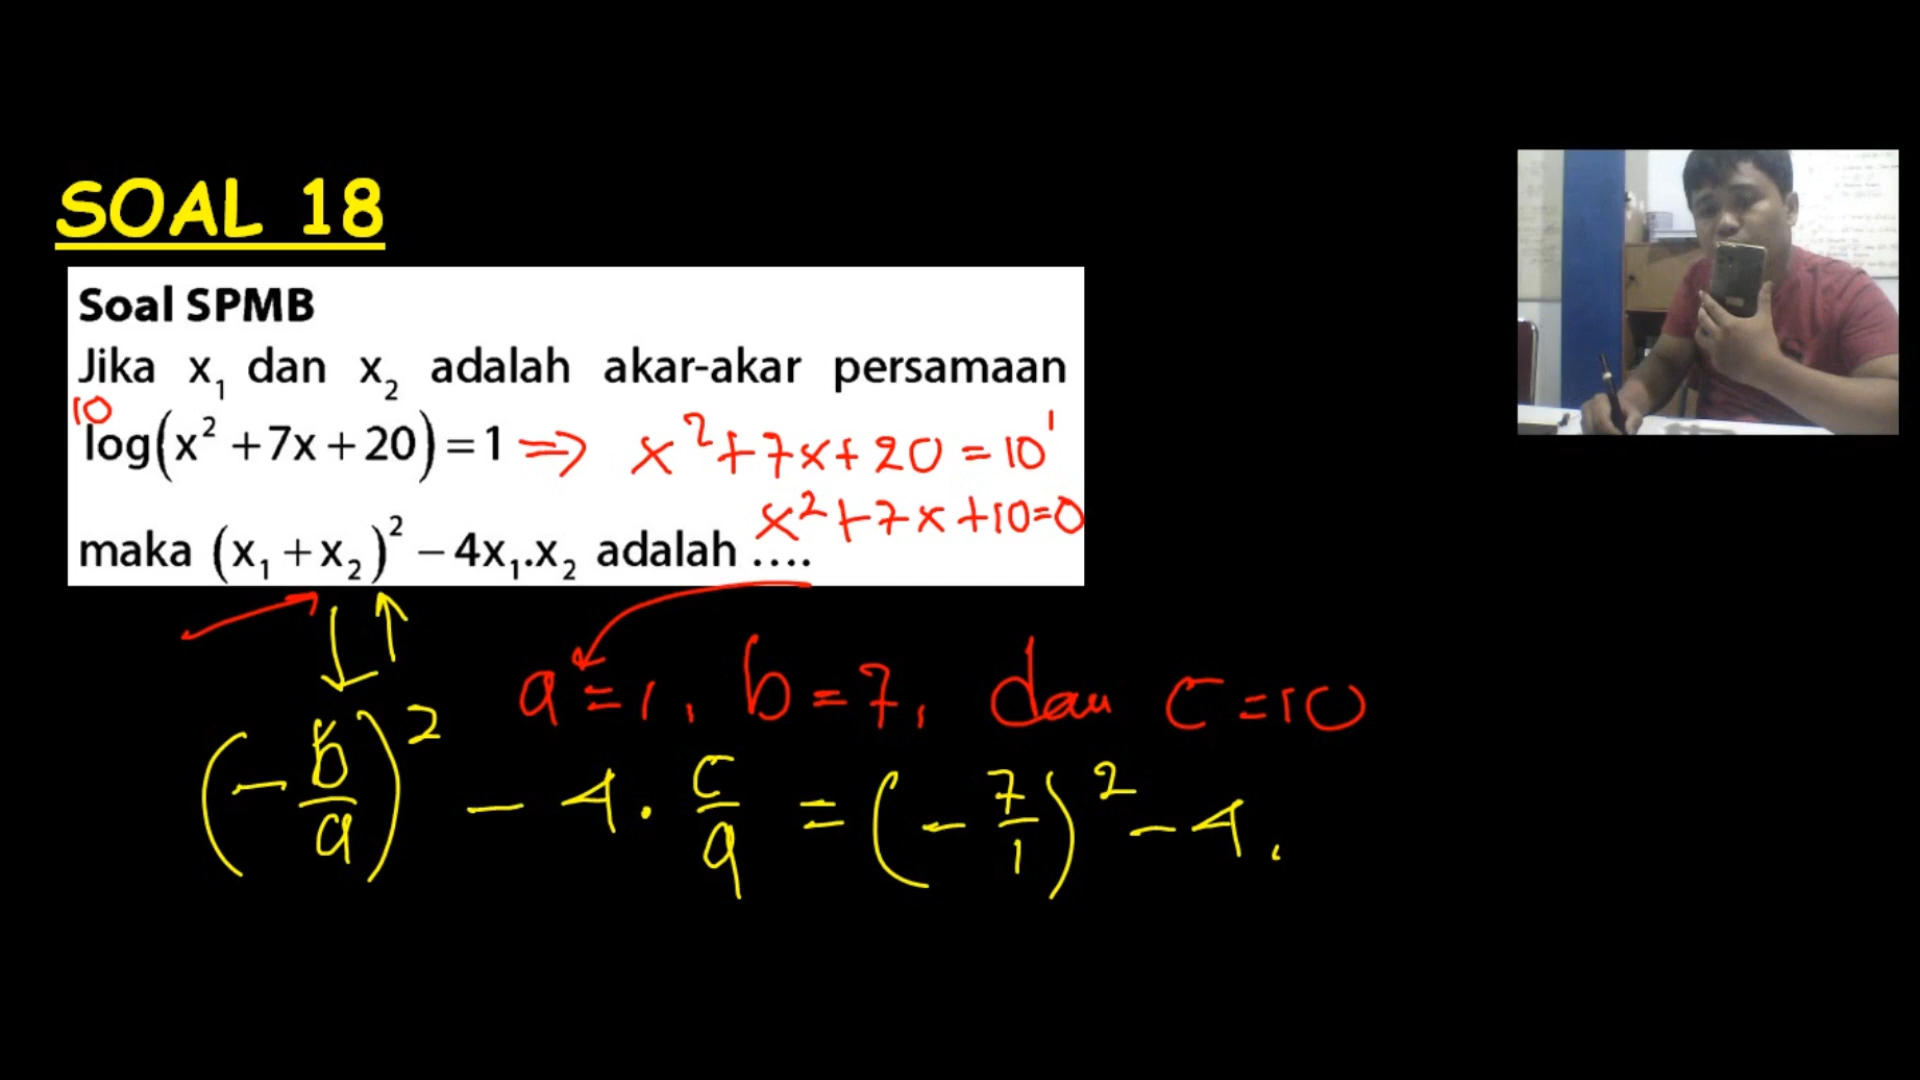 SOAL 18
Soal SPMB
Jika x₁ dan x₂ adalah akar-akar persamaan
¹⁰log(x² + 7x + 20) = 1 ⇒ x² + 7x + 20 = 10¹
x² + 7x + 10 = 0
maka (x₁ + x₂)² − 4x₁.x₂ adalah ....
a = 1, b = 7, dan c = 10
(− b/a)² − 4 . c/a = (− 7/1)² − 4 .